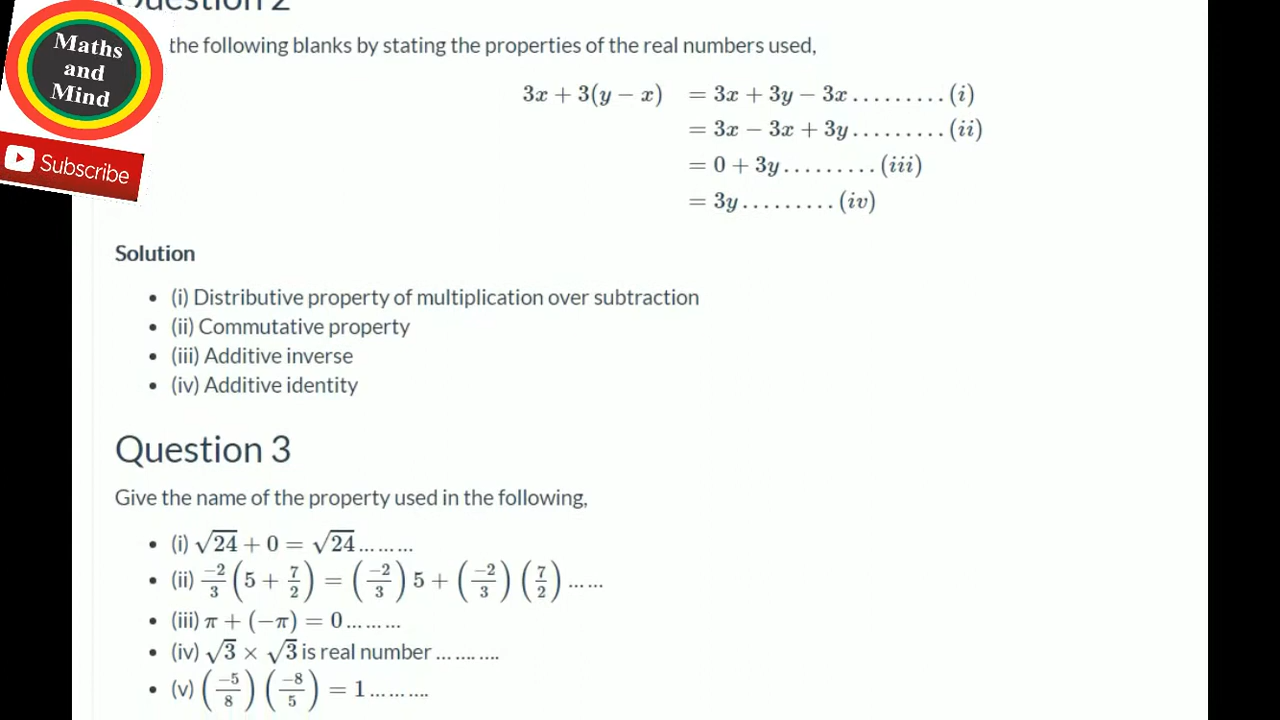 Question 2
Maths
and
Mind
Subscribe
the following blanks by stating the properties of the real numbers used,
3x + 3(y − x) = 3x + 3y − 3x ......... (i)
= 3x − 3x + 3y ......... (ii)
= 0 + 3y ......... (iii)
= 3y ......... (iv)
Solution
• (i) Distributive property of multiplication over subtraction
• (ii) Commutative property
• (iii) Additive inverse
• (iv) Additive identity
Question 3
Give the name of the property used in the following,
• (i) √24 + 0 = √24 ... ... ...
• (ii) −2/3 (5 + 7/2) = (−2/3) 5 + (−2/3) (7/2) ... ...
• (iii) π + (−π) = 0 ... ... ...
• (iv) √3 × √3 is real number ... .... ....
• (v) (−5/8) (−8/5) = 1 ... ... ....